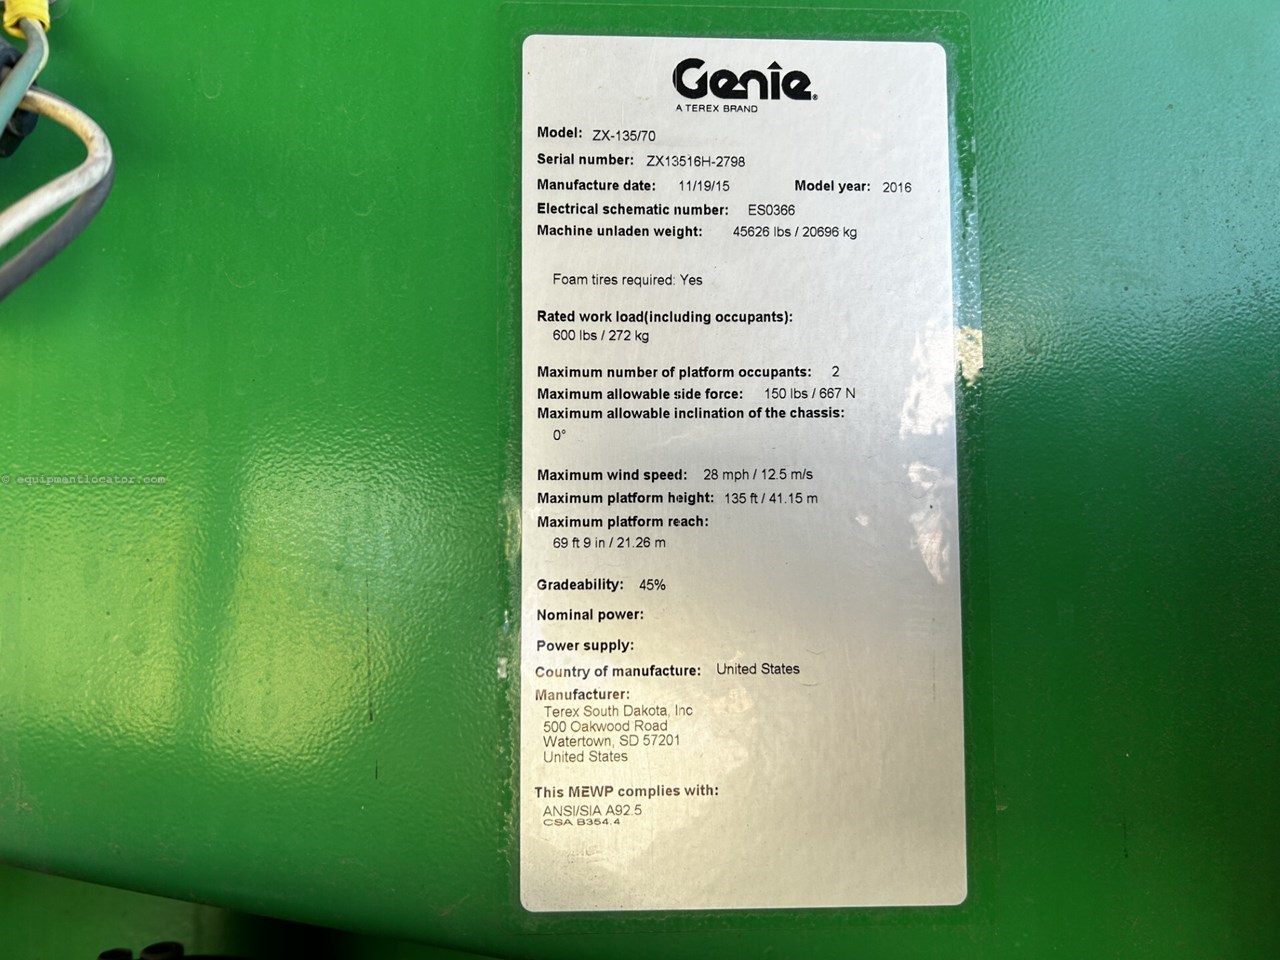 Genie®
A TEREX BRAND
Model: ZX-135/70
Serial number: ZX13516H-2798
Manufacture date: 11/19/15 Model year: 2016
Electrical schematic number: ES0366
Machine unladen weight: 45626 lbs / 20696 kg
Foam tires required: Yes
Rated work load(including occupants):
600 lbs / 272 kg
Maximum number of platform occupants: 2
Maximum allowable side force: 150 lbs / 667 N
Maximum allowable inclination of the chassis:
0°
Maximum wind speed: 28 mph / 12.5 m/s
Maximum platform height: 135 ft / 41.15 m
Maximum platform reach:
69 ft 9 in / 21.26 m
Gradeability: 45%
Nominal power:
Power supply:
Country of manufacture: United States
Manufacturer:
Terex South Dakota, Inc
500 Oakwood Road
Watertown, SD 57201
United States
This MEWP complies with:
ANSI/SIA A92.5
CSA B354.4
© equipmentlocator.com